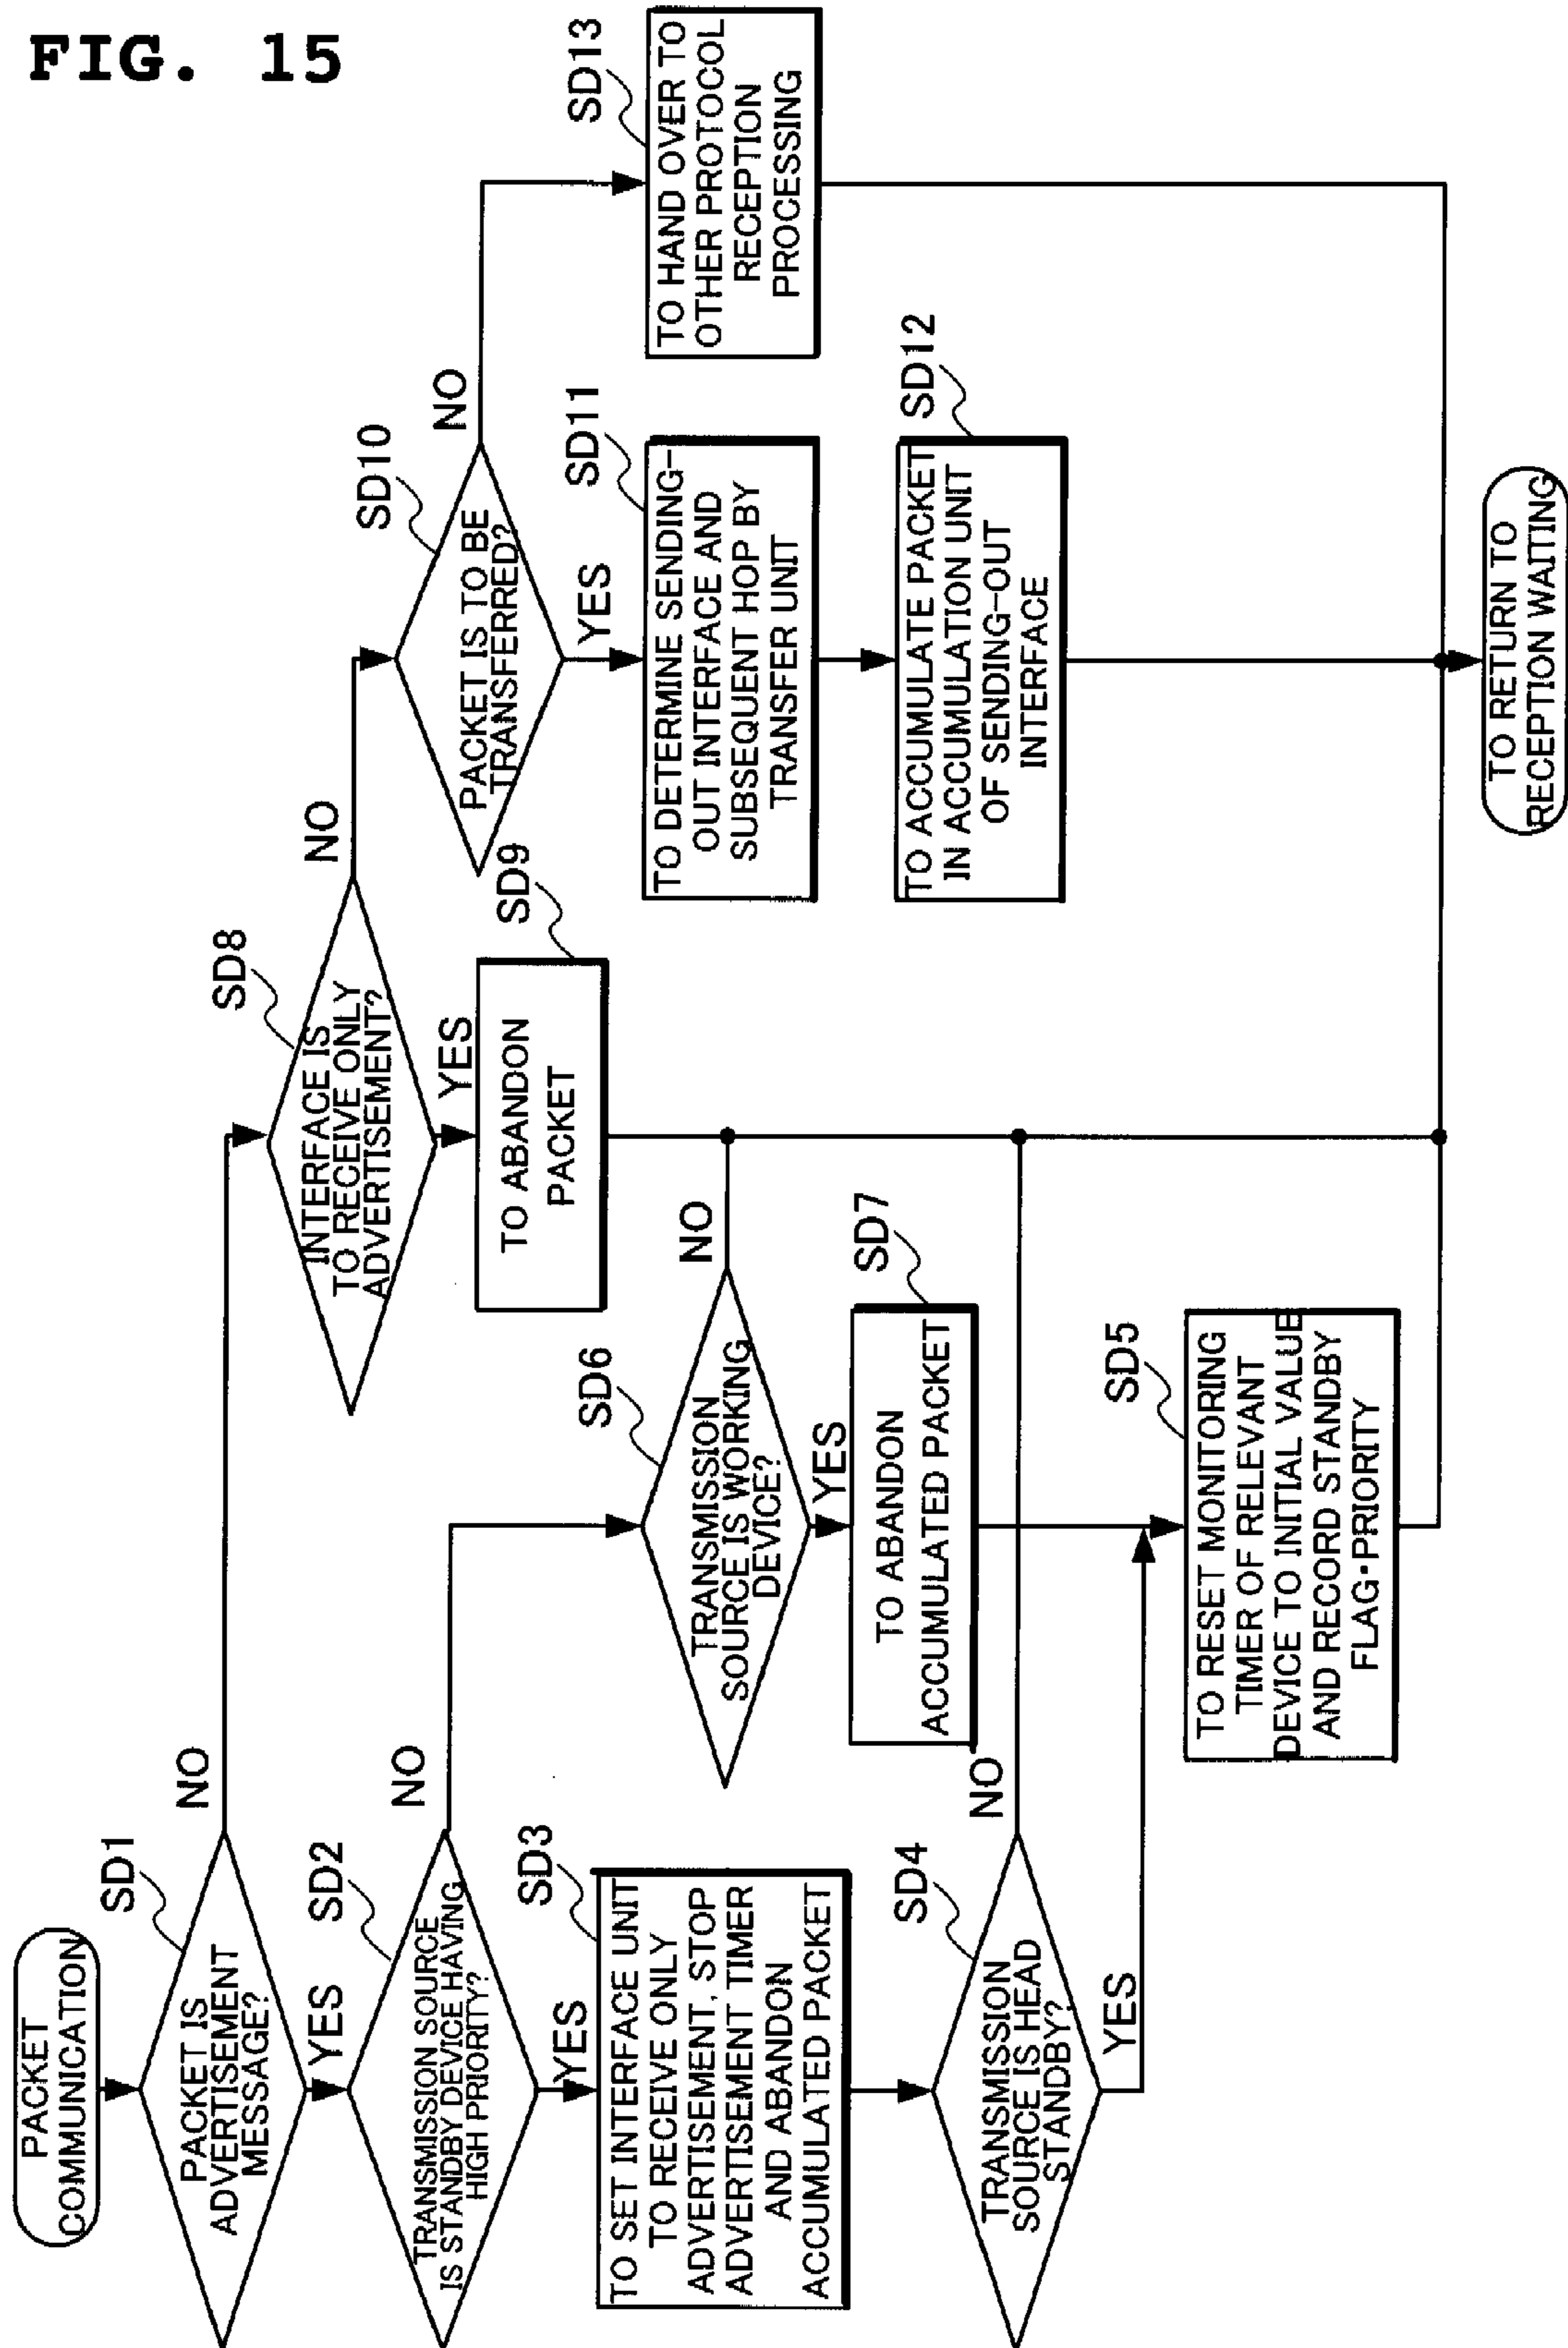 FIG. 15
PACKET
COMMUNICATION
SD1
PACKET IS
ADVERTISEMENT
MESSAGE?
NO
YES
SD2
TRANSMISSION SOURCE
IS STANDBY DEVICE HAVING
HIGH PRIORITY?
NO
YES
SD3
TO SET INTERFACE UNIT
TO RECEIVE ONLY
ADVERTISEMENT, STOP
ADVERTISEMENT TIMER
AND ABANDON
ACCUMULATED PACKET
SD4
TRANSMISSION
SOURCE IS HEAD
STANDBY?
NO
YES
SD6
TRANSMISSION
SOURCE IS WORKING
DEVICE?
NO
YES
SD7
TO ABANDON
ACCUMULATED PACKET
SD5
TO RESET MONITORING
TIMER OF RELEVANT
DEVICE TO INITIAL VALUE
AND RECORD STANDBY
FLAG·PRIORITY
SD8
INTERFACE IS
TO RECEIVE ONLY
ADVERTISEMENT?
NO
YES
SD9
TO ABANDON
PACKET
SD10
PACKET IS TO BE
TRANSFERRED?
NO
YES
SD11
TO DETERMINE SENDING-
OUT INTERFACE AND
SUBSEQUENT HOP BY
TRANSFER UNIT
SD12
TO ACCUMULATE PACKET
IN ACCUMULATION UNIT
OF SENDING-OUT
INTERFACE
SD13
TO HAND OVER TO
OTHER PROTOCOL
RECEPTION
PROCESSING
TO RETURN TO
RECEPTION WAITING